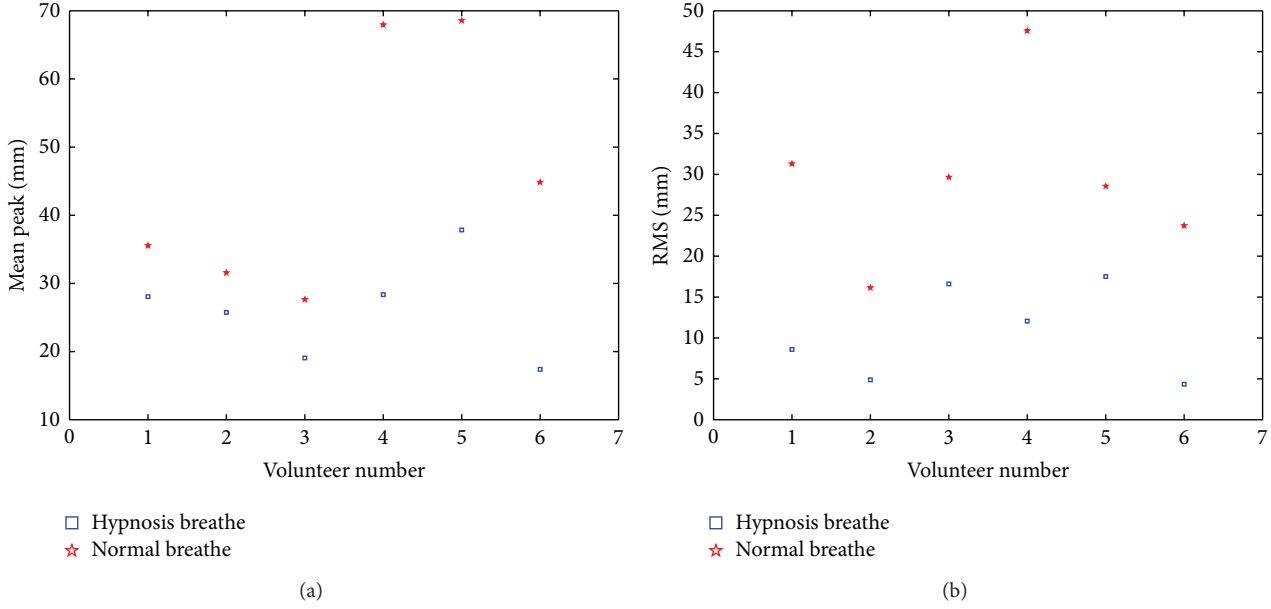 70
60
50
40
30
20
10
Mean peak (mm)
0 1 2 3 4 5 6 7
Volunteer number
Hypnosis breathe
Normal breathe
(a)
50
45
40
35
30
25
20
15
10
5
0
RMS (mm)
0 1 2 3 4 5 6 7
Volunteer number
Hypnosis breathe
Normal breathe
(b)